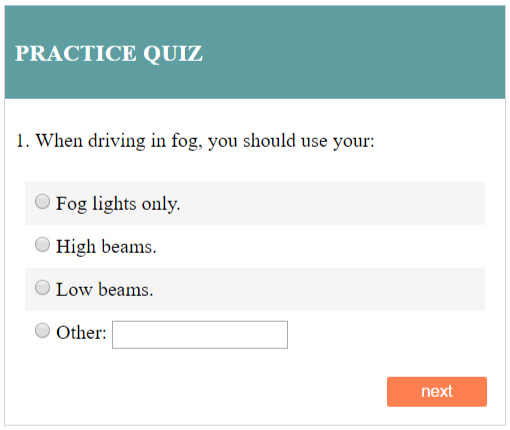 PRACTICE QUIZ
1. When driving in fog, you should use your:
Fog lights only.
High beams.
Low beams.
Other:
next